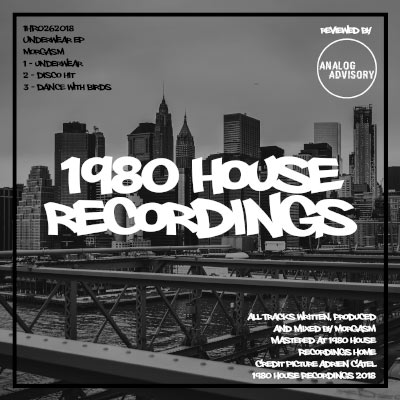 1HR0262018
UNDERWEAR EP
MORGASM
1 - UNDERWEAR
2 - DISCO HIT
3 - DANCE WITH BIRDS
REVIEWED BY
ANALOG
ADVISORY
1980 HOUSE
RECORDINGS
ALL TRACKS WRITTEN, PRODUCED
AND MIXED BY MORGASM
MASTERED AT 1980 HOUSE
RECORDINGS HOME
CREDIT PICTURE ADRIEN CATEL
1980 HOUSE RECORDINGS 2018